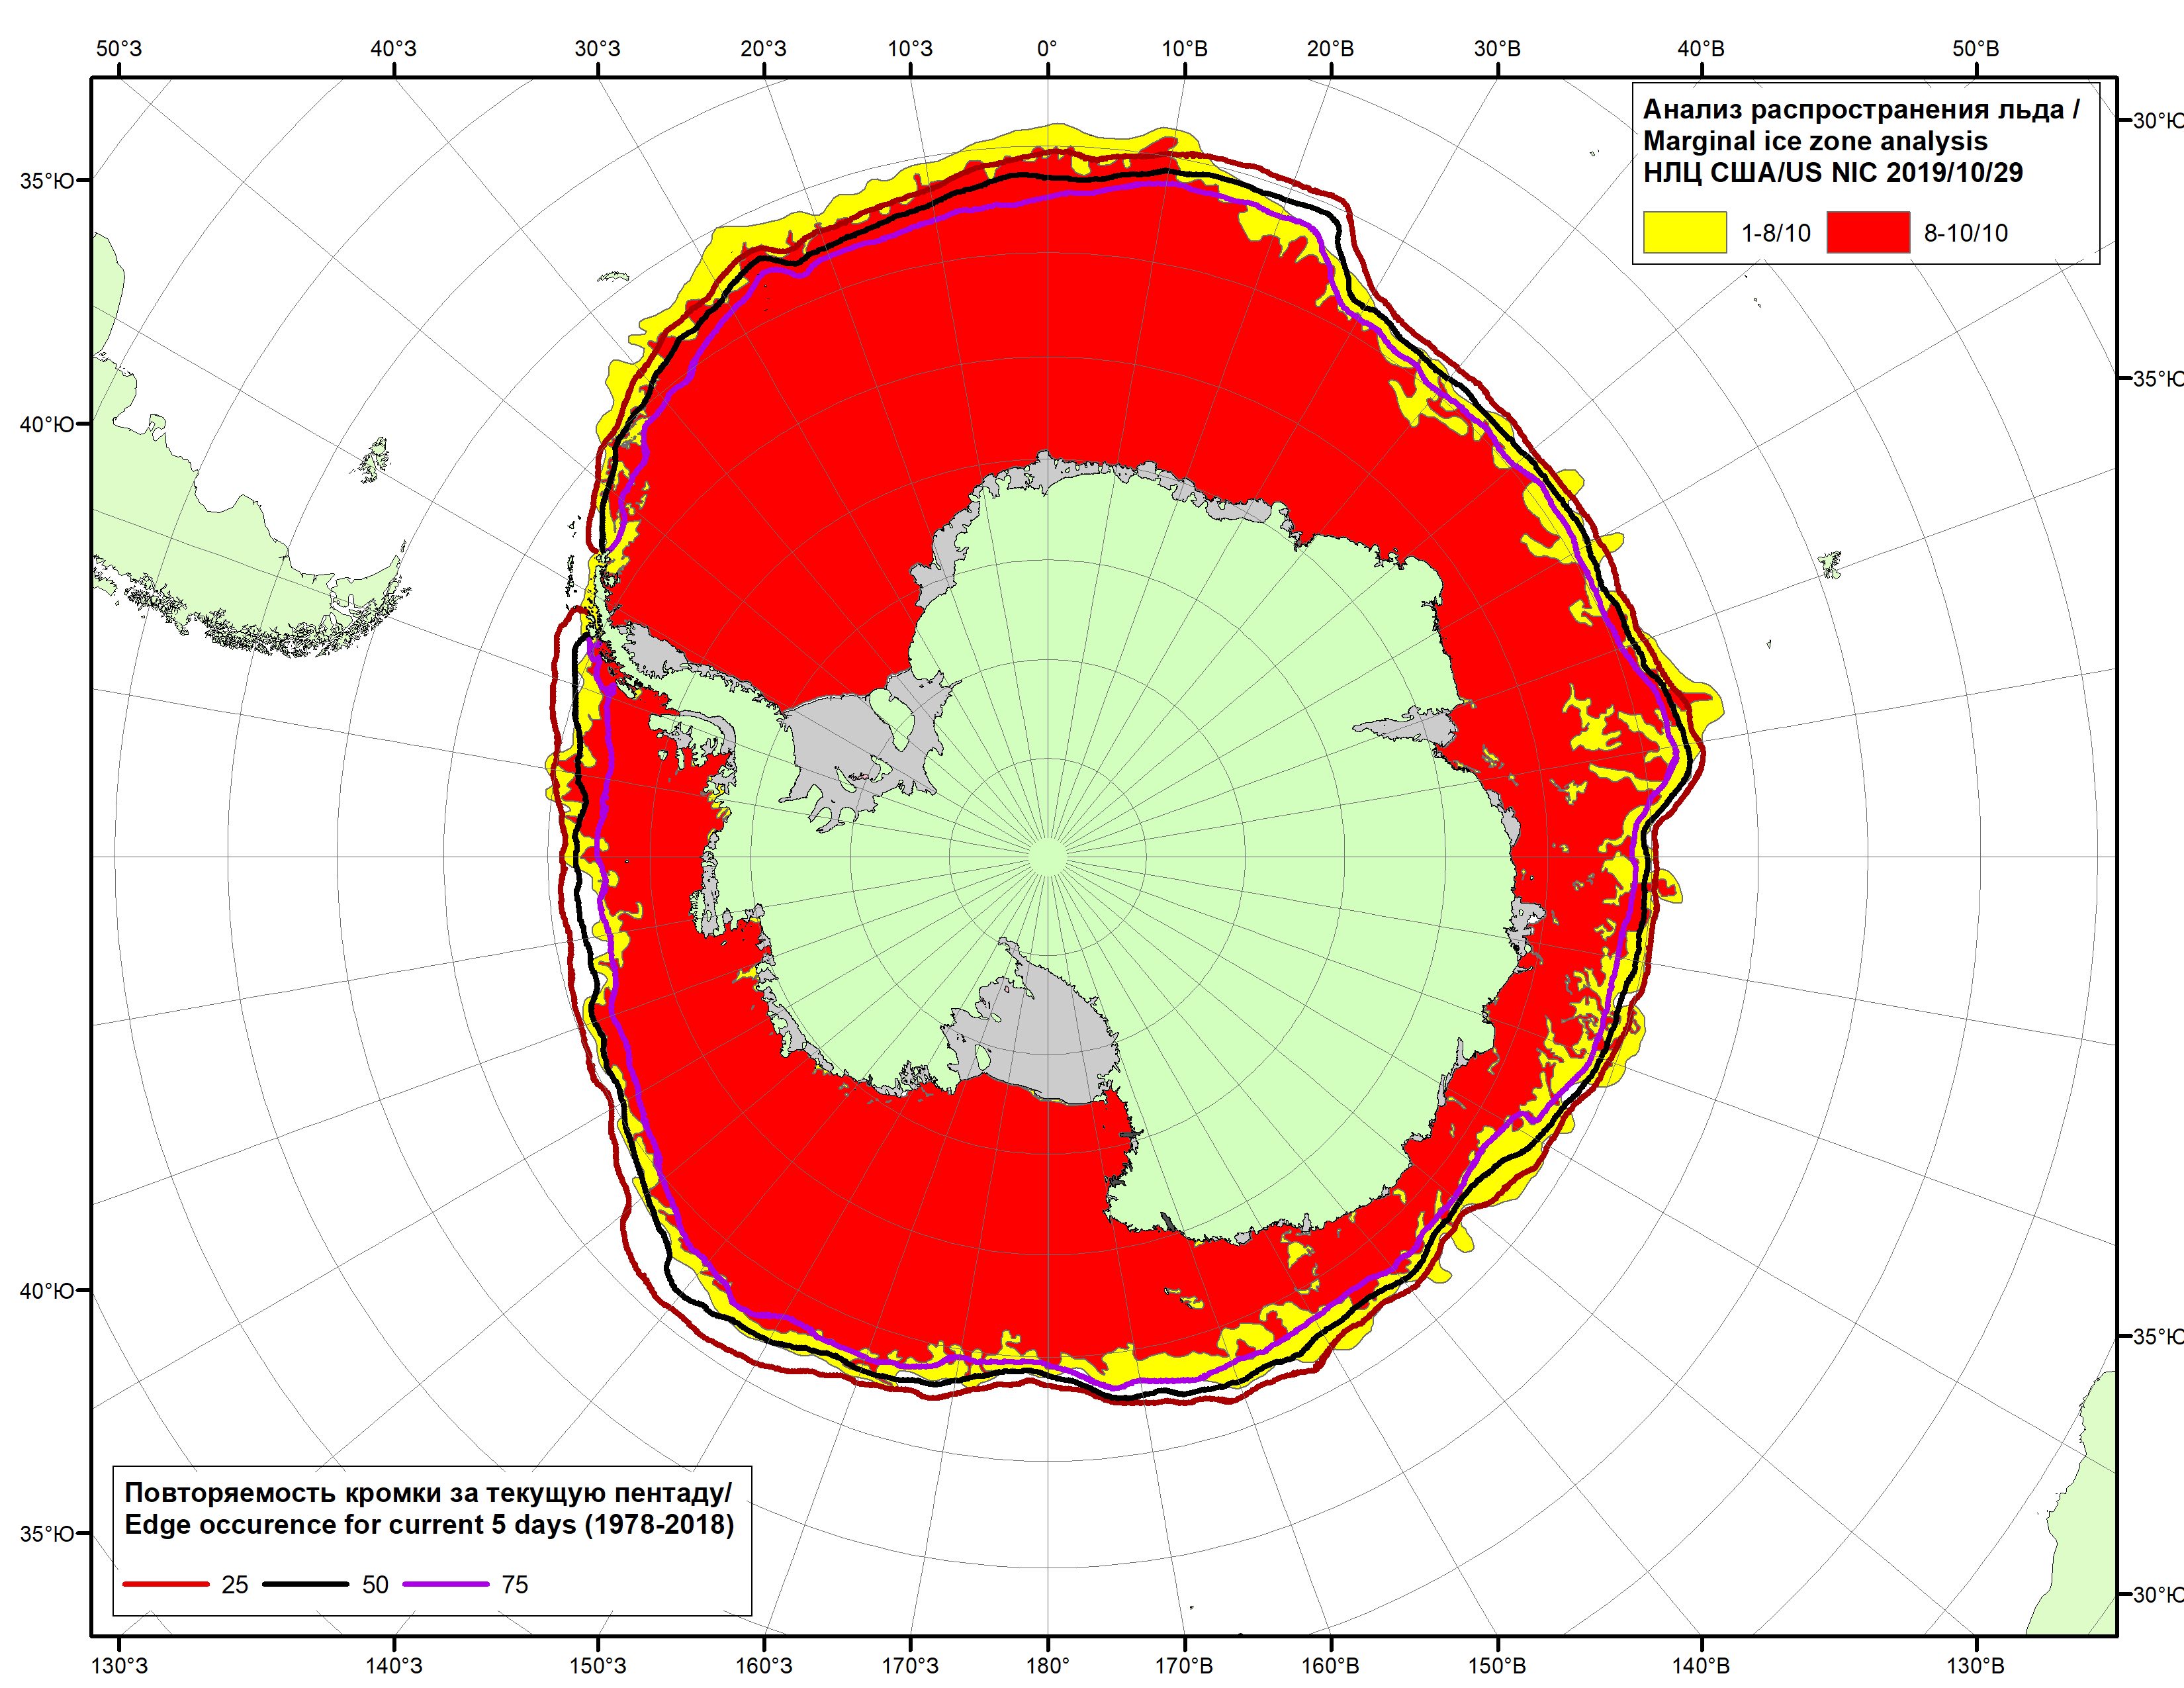 50°З 40°З 30°З 20°З 10°З 0° 10°В 20°В 30°В 40°В 50°В
Анализ распространения льда /
Marginal ice zone analysis
НЛЦ США/US NIC 2019/10/29
1-8/10 8-10/10
30°Ю
35°Ю
35°Ю
40°Ю
40°Ю
35°Ю
35°Ю
30°Ю
Повторяемость кромки за текущую пентаду/
Edge occurence for current 5 days (1978-2018)
25 50 75
130°З 140°З 150°З 160°З 170°З 180° 170°В 160°В 150°В 140°В 130°В